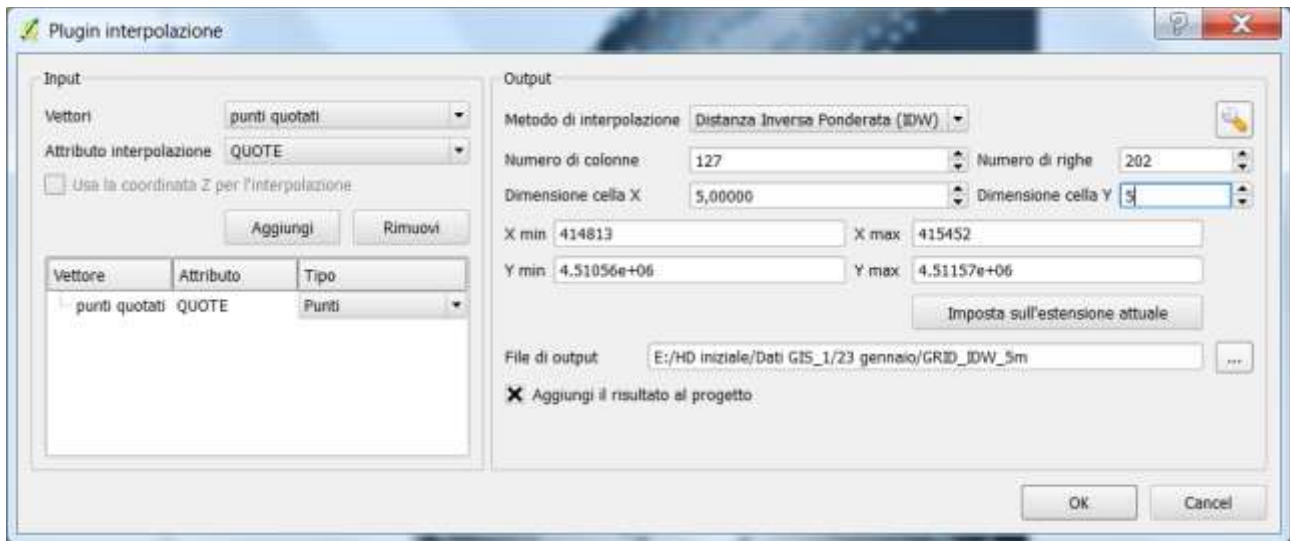 Plugin interpolazione
Input
Vettori punti quotati
Attributo interpolazione QUOTE
Usa la coordinata Z per l'interpolazione
Aggiungi Rimuovi
Vettore Attributo Tipo
punti quotati QUOTE Punti
Output
Metodo di interpolazione Distanza Inversa Ponderata (IDW)
Numero di colonne 127 Numero di righe 202
Dimensione cella X 5,00000 Dimensione cella Y 5
X min 414813 X max 415452
Y min 4.51056e+06 Y max 4.51157e+06
Imposta sull'estensione attuale
File di output E:/HD iniziale/Dati GIS_1/23 gennaio/GRID_IDW_5m ...
Aggiungi il risultato al progetto
OK Cancel